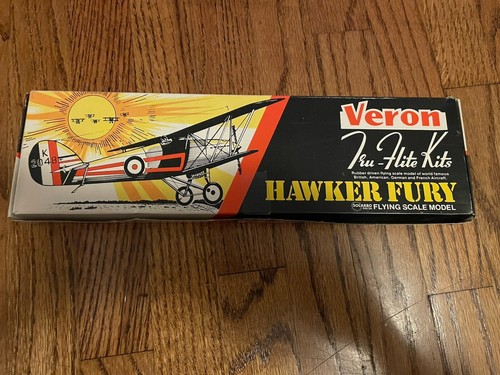 Veron
Tru-Flite Kits
Rubber driven flying scale model of world famous
British, American, German and French Aircraft.
HAWKER FURY
SOLARBO
FLYING SCALE MODEL
K
2048